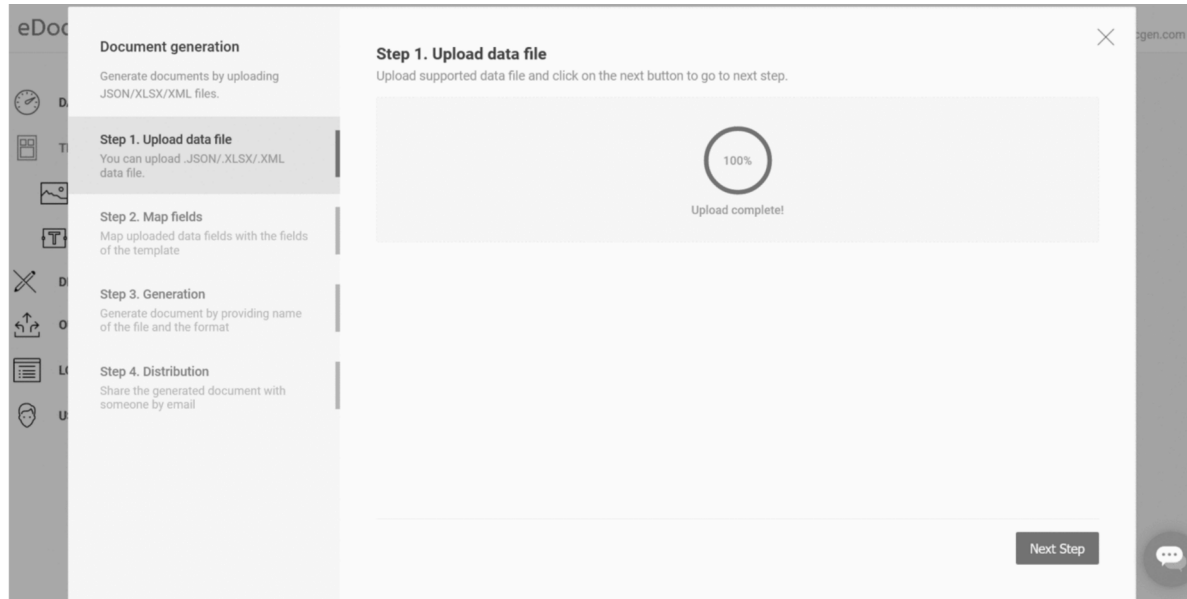 eDoc
cgen.com
D
T
D
O
LO
U
Document generation
Generate documents by uploading
JSON/XLSX/XML files.
Step 1. Upload data file
You can upload .JSON/.XLSX/.XML
data file.
Step 2. Map fields
Map uploaded data fields with the fields
of the template
Step 3. Generation
Generate document by providing name
of the file and the format
Step 4. Distribution
Share the generated document with
someone by email
Step 1. Upload data file
Upload supported data file and click on the next button to go to next step.
100%
Upload complete!
Next Step